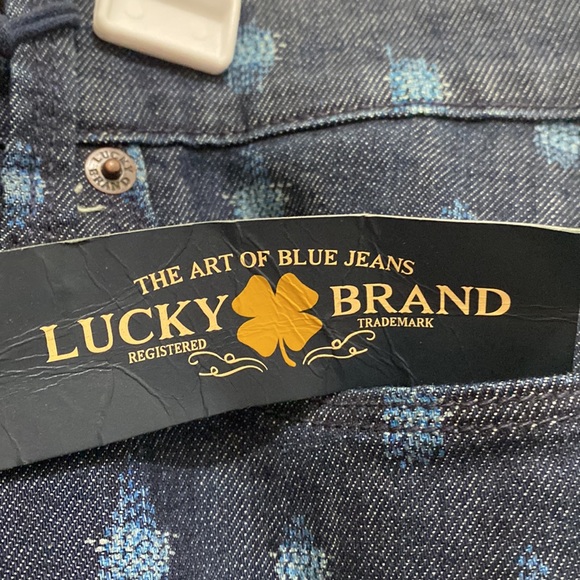 LUCKY
BRAND
THE ART OF BLUE JEANS
LUCKY BRAND
REGISTERED TRADEMARK